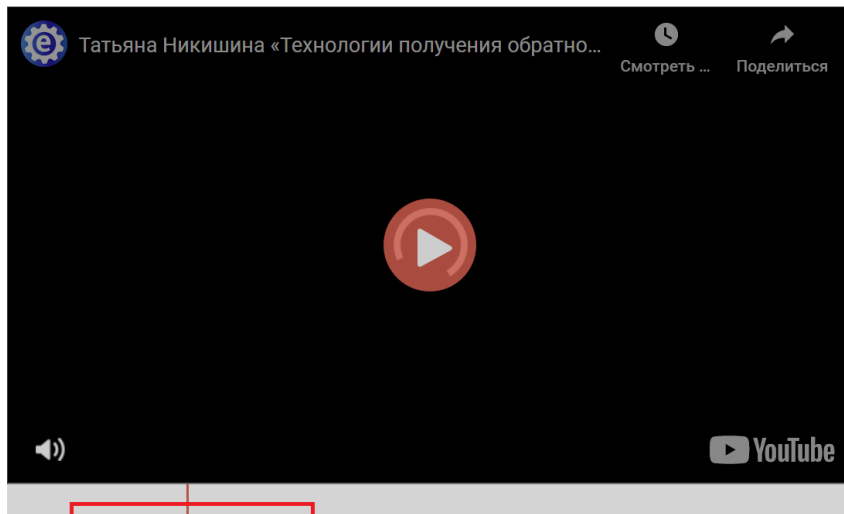 Татьяна Никишина «Технологии получения обратно...
Смотреть ...
Поделиться
YouTube